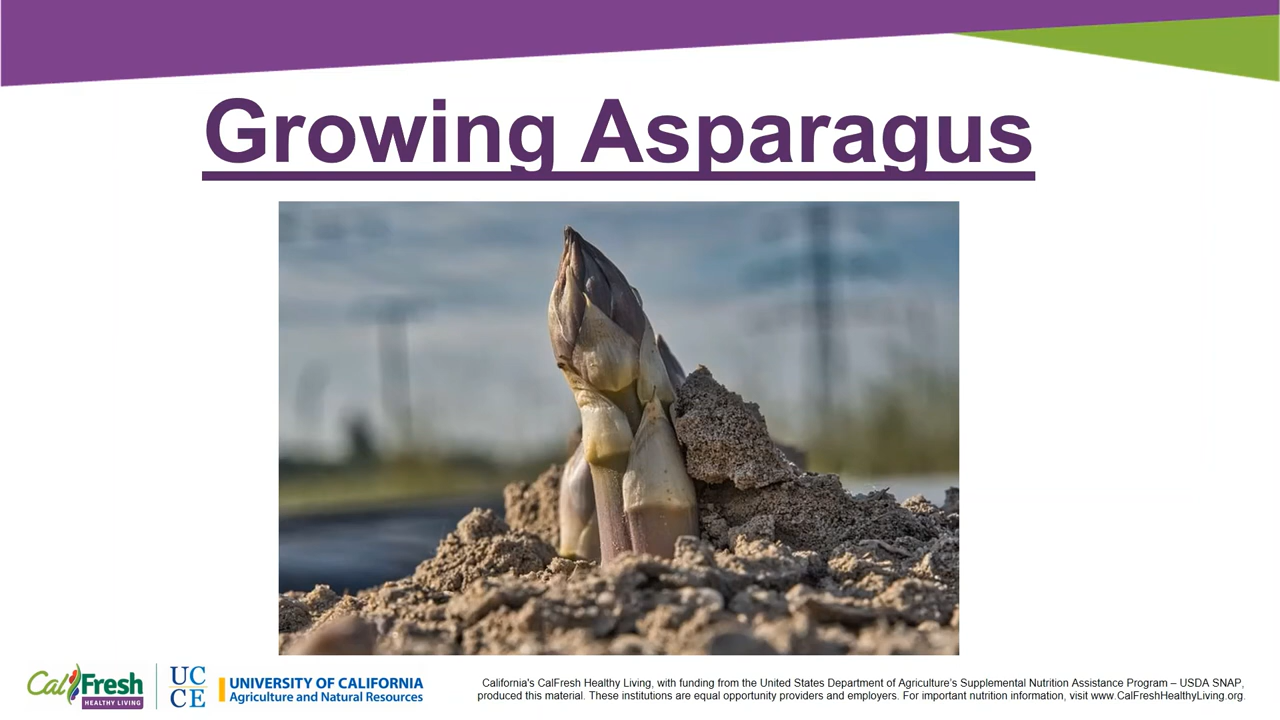 Growing Asparagus
CalFresh
HEALTHY LIVING
UC
CE
UNIVERSITY OF CALIFORNIA
Agriculture and Natural Resources
California's CalFresh Healthy Living, with funding from the United States Department of Agriculture's Supplemental Nutrition Assistance Program – USDA SNAP,
produced this material. These institutions are equal opportunity providers and employers. For important nutrition information, visit www.CalFreshHealthyLiving.org.